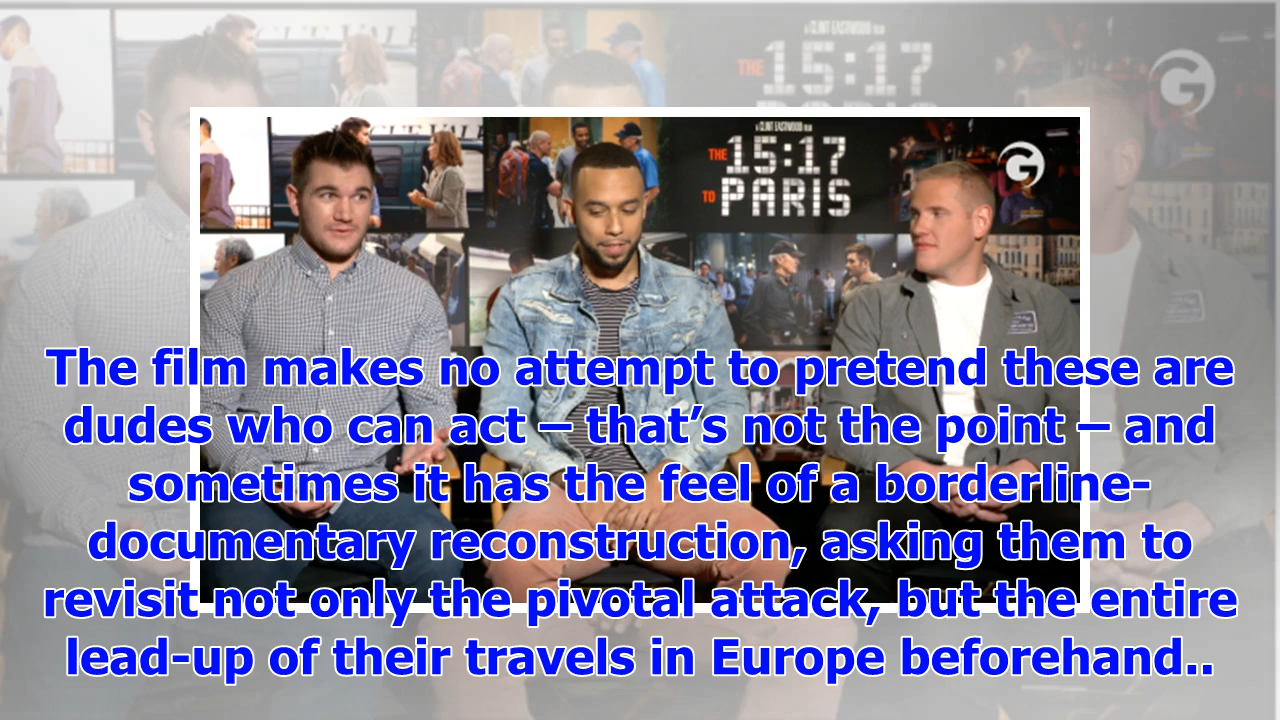 A CLINT EASTWOOD FILM
THE 15:17
TO PARIS
The film makes no attempt to pretend these are
dudes who can act – that’s not the point – and
sometimes it has the feel of a borderline-
documentary reconstruction, asking them to
revisit not only the pivotal attack, but the entire
lead-up of their travels in Europe beforehand..